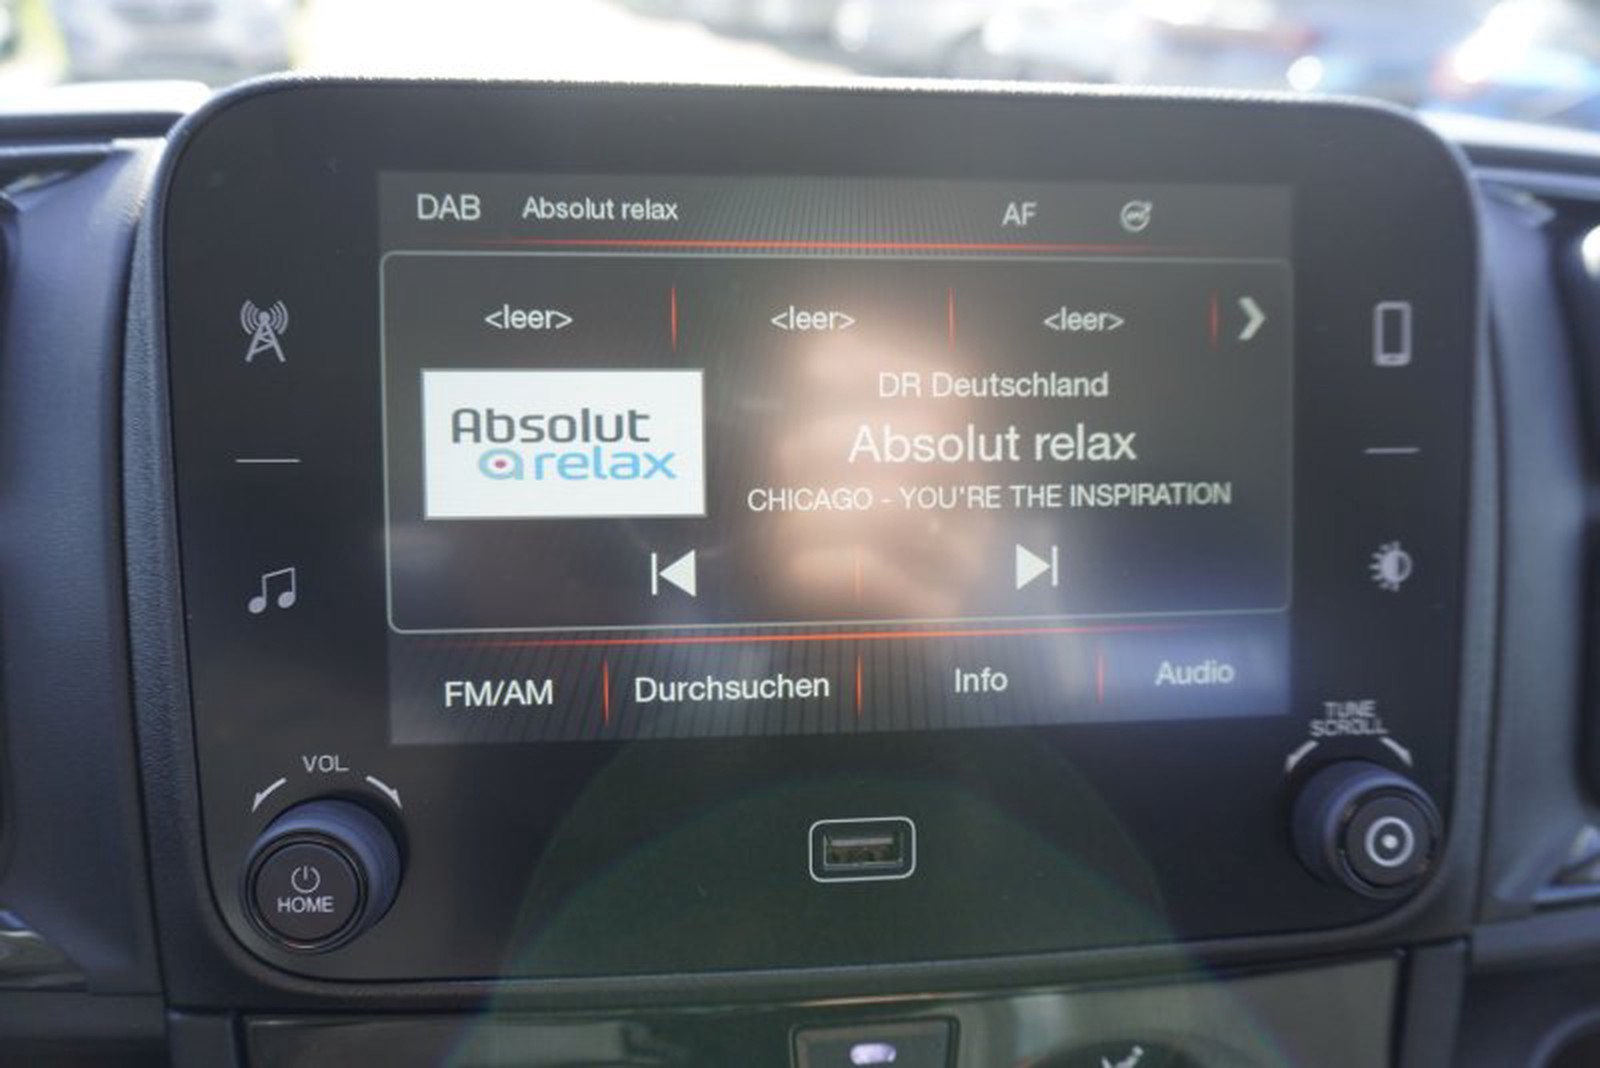 DAB Absolut relax AF
<leer> <leer> <leer>
DR Deutschland
Absolut
relax
Absolut relax
CHICAGO - YOU'RE THE INSPIRATION
FM/AM Durchsuchen Info Audio
TUNE
SCROLL
VOL
HOME